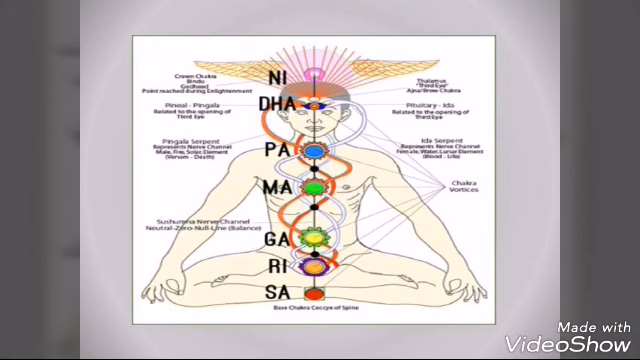 NI
Crown Chakra
Bindu
Godhead
Point reached during Enlightenment
Thalamus
"Third Eye"
Ajna/Brow Chakra
DHA
Pineal - Pingala
Related to the opening of
Third Eye
Pituitary - Ida
Related to the opening of
Third Eye
PA
Pingala Serpent
Represents Nerve Channel
Male, Fire, Solar, Element
(Venom - Death)
Ida Serpent
Represents Nerve Channel
Female, Water, Lunar Element
(Blood - Life)
MA
Chakra
Vortices
Sushumna Nerve Channel
Neutral-Zero-Null-Line (Balance)
GA
RI
SA
Base Chakra Coccyx of Spine
Made with
VideoShow